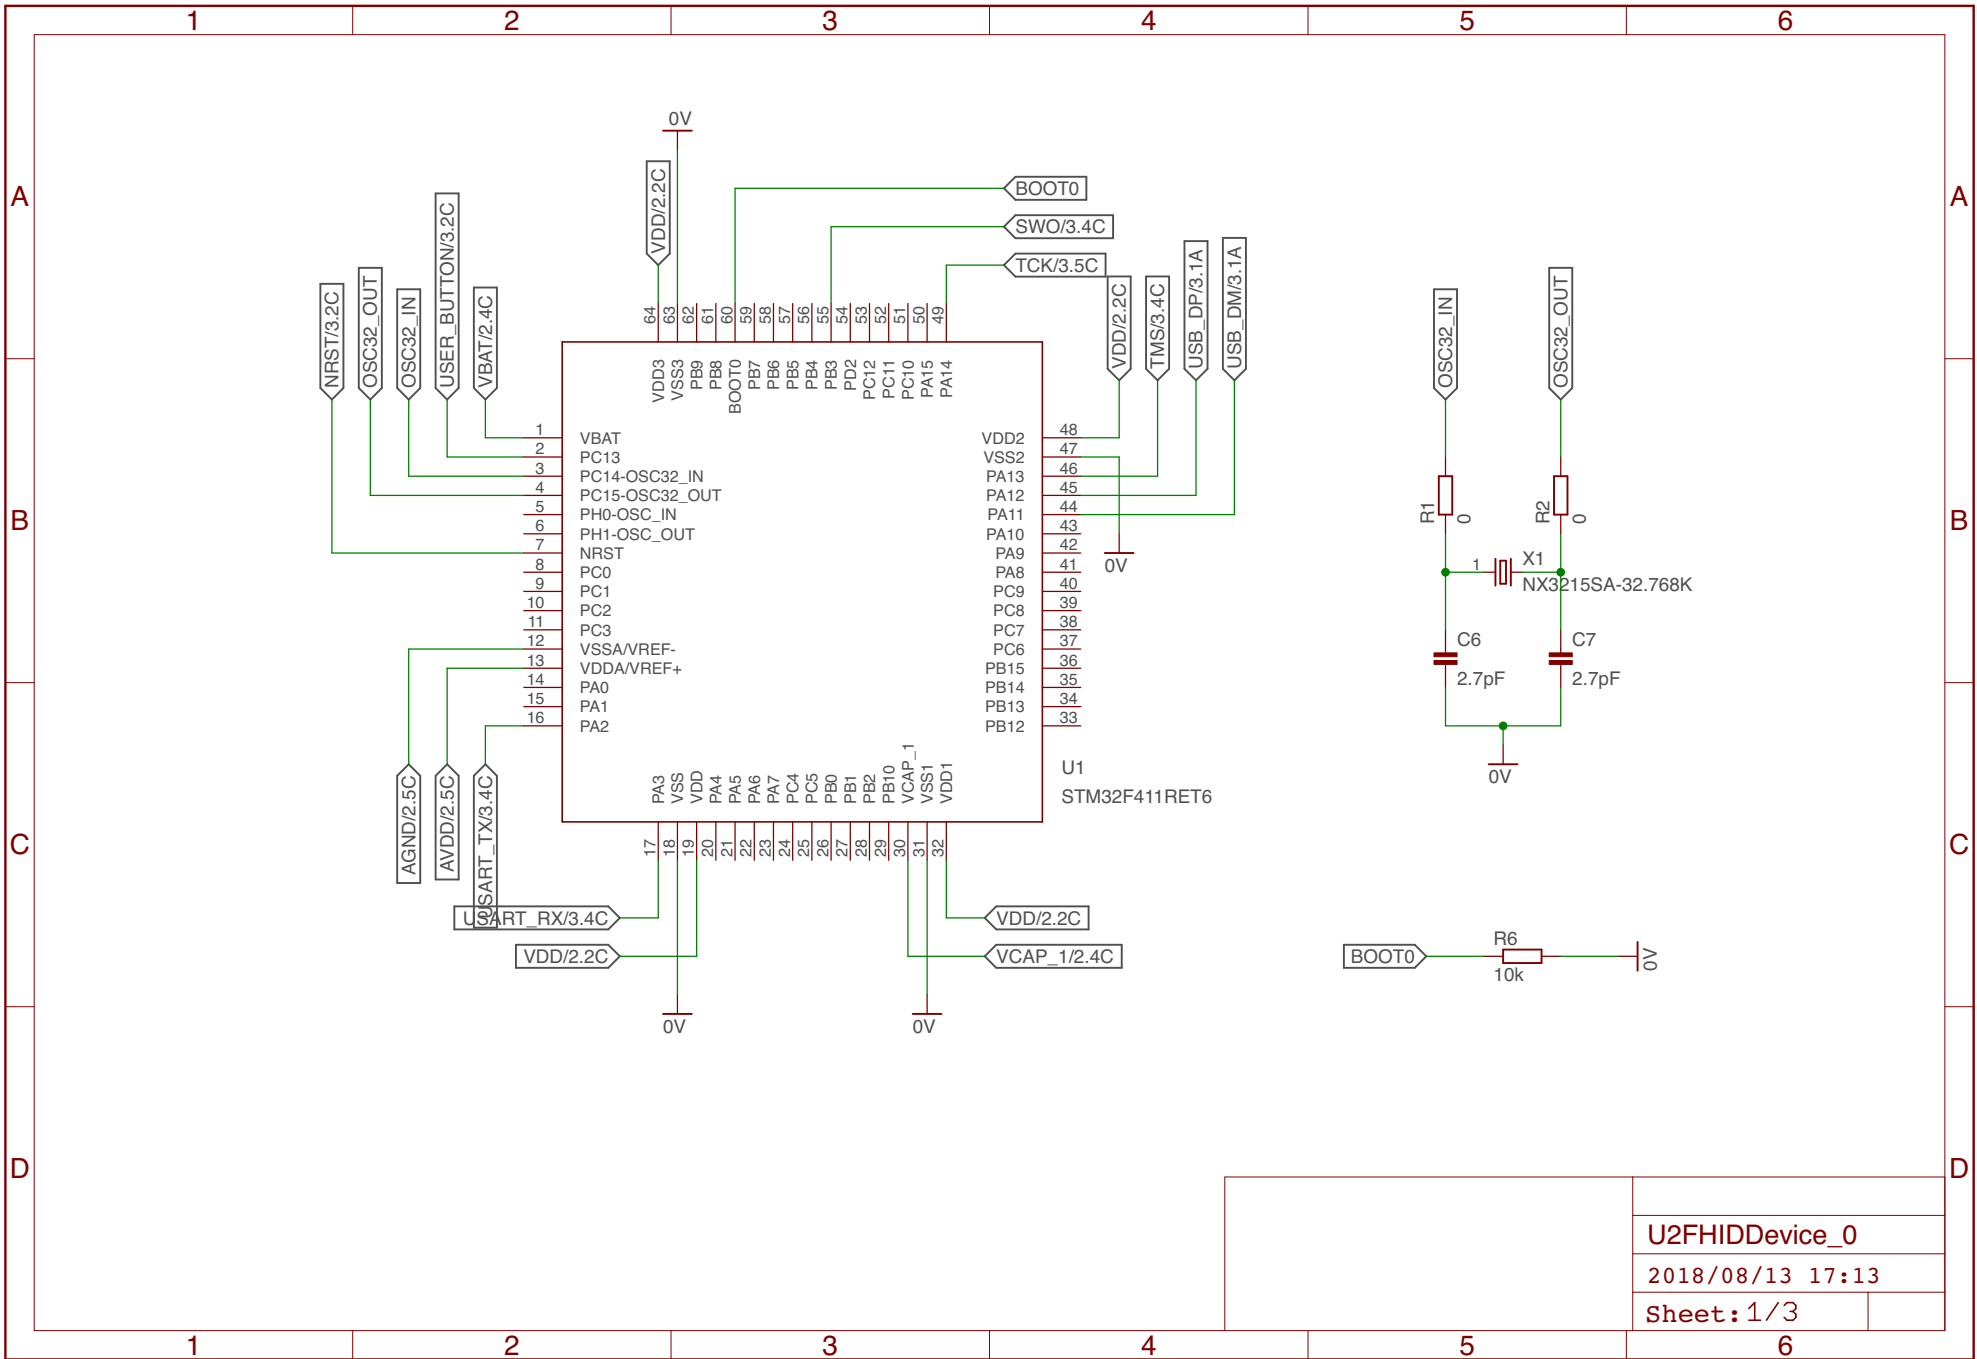 1 2 3 4 5 6
A A
B B
C C
D D
0V
VDD/2.2C
BOOT0
SWO/3.4C
TCK/3.5C
NRST/3.2C
OSC32_OUT
OSC32_IN
USER_BUTTON/3.2C
VBAT/2.4C
VDD/2.2C
TMS/3.4C
USB_DP/3.1A
USB_DM/3.1A
64 63 62 61 60 59 58 57 56 55 54 53 52 51 50 49
VDD3 VSS3 PB9 PB8 BOOT0 PB7 PB6 PB5 PB4 PB3 PD2 PC12 PC11 PC10 PA15 PA14
1 VBAT
2 PC13
3 PC14-OSC32_IN
4 PC15-OSC32_OUT
5 PH0-OSC_IN
6 PH1-OSC_OUT
7 NRST
8 PC0
9 PC1
10 PC2
11 PC3
12 VSSA/VREF-
13 VDDA/VREF+
14 PA0
15 PA1
16 PA2
VDD2 48
VSS2 47
PA13 46
PA12 45
PA11 44
PA10 43
PA9 42
PA8 41
PC9 40
PC8 39
PC7 38
PC6 37
PB15 36
PB14 35
PB13 34
PB12 33
0V
PA3 VSS VDD PA4 PA5 PA6 PA7 PC4 PC5 PB0 PB1 PB2 PB10 VCAP_1 VSS1 VDD1
17 18 19 20 21 22 23 24 25 26 27 28 29 30 31 32
U1
STM32F411RET6
AGND/2.5C
AVDD/2.5C
USART_TX/3.4C
USART_RX/3.4C
VDD/2.2C
VDD/2.2C
VCAP_1/2.4C
0V
0V
OSC32_IN
OSC32_OUT
R1
0
R2
0
1
X1
NX3215SA-32.768K
C6
2.7pF
C7
2.7pF
0V
BOOT0
R6
10k
0V
U2FHIDDevice_0
2018/08/13 17:13
Sheet: 1/3
1 2 3 4 5 6